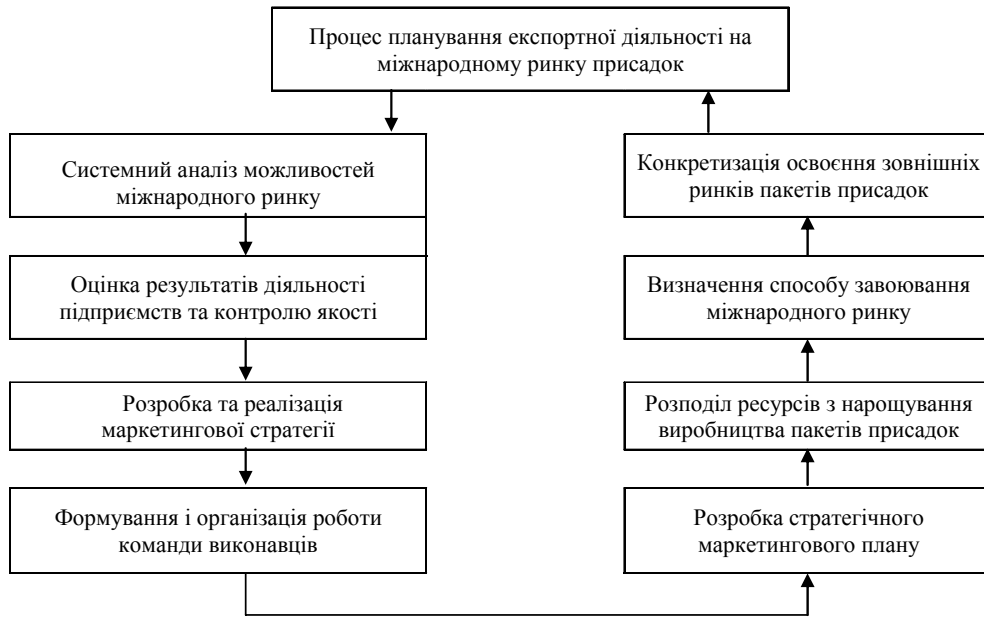 Процес планування експортної діяльності на
міжнародному ринку присадок
Системний аналіз можливостей
міжнародного ринку
Оцінка результатів діяльності
підприємств та контролю якості
Розробка та реалізація
маркетингової стратегії
Формування і організація роботи
команди виконавців
Розробка стратегічного
маркетингового плану
Розподіл ресурсів з нарощування
виробництва пакетів присадок
Визначення способу завоювання
міжнародного ринку
Конкретизація освоєння зовнішніх
ринків пакетів присадок